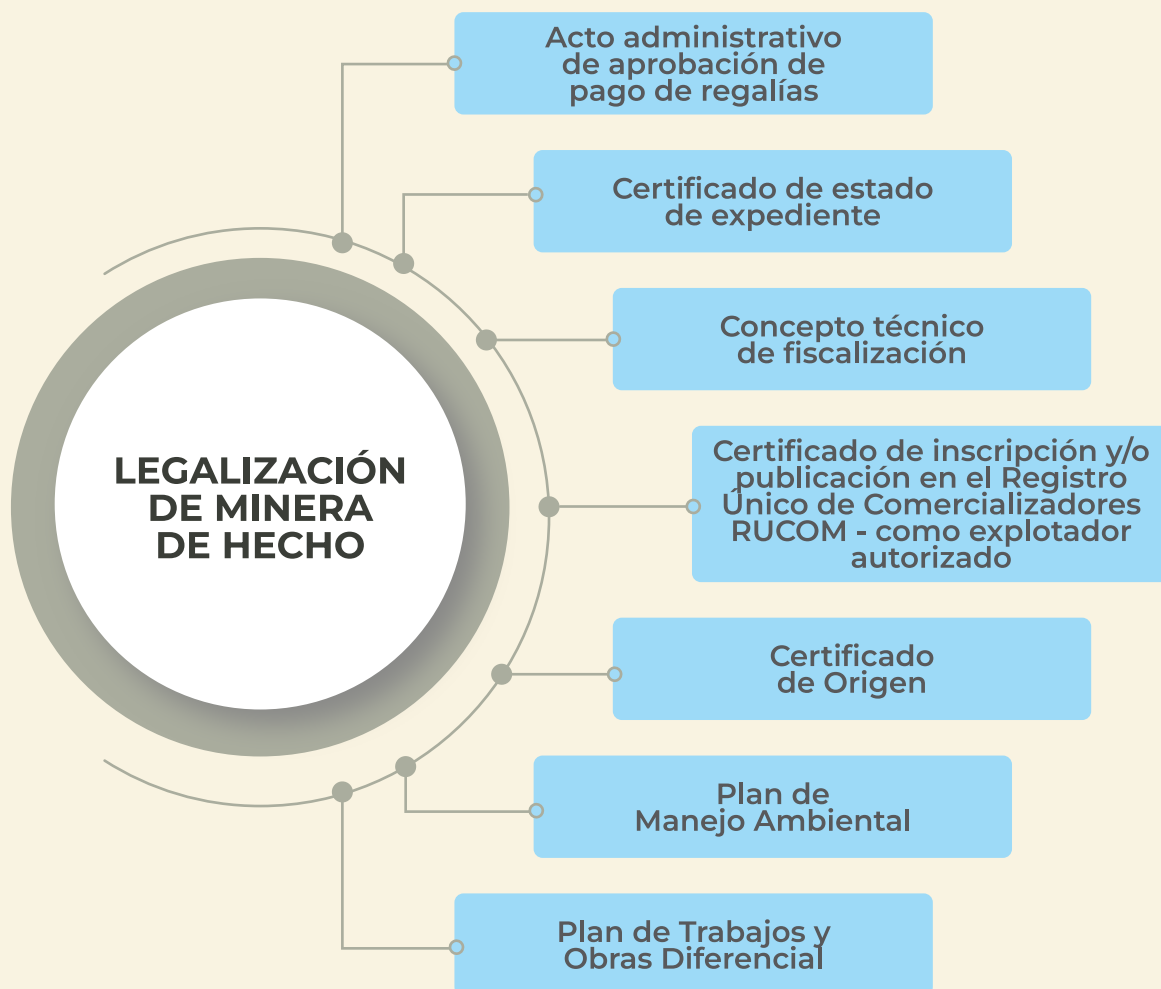 Acto administrativo
de aprobación de
pago de regalías
Certificado de estado
de expediente
Concepto técnico
de fiscalización
LEGALIZACIÓN
DE MINERA
DE HECHO
Certificado de inscripción y/o
publicación en el Registro
Único de Comercializadores
RUCOM - como explotador
autorizado
Certificado
de Origen
Plan de
Manejo Ambiental
Plan de Trabajos y
Obras Diferencial